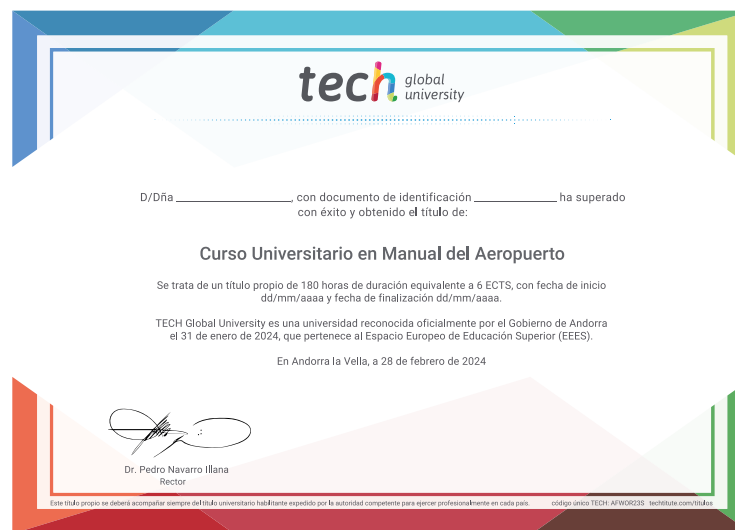 tech global university
D/Dña ____________________, con documento de identificación ______________ ha superado
con éxito y obtenido el título de:
Curso Universitario en Manual del Aeropuerto
Se trata de un título propio de 180 horas de duración equivalente a 6 ECTS, con fecha de inicio
dd/mm/aaaa y fecha de finalización dd/mm/aaaa.
TECH Global University es una universidad reconocida oficialmente por el Gobierno de Andorra
el 31 de enero de 2024, que pertenece al Espacio Europeo de Educación Superior (EEES).
En Andorra la Vella, a 28 de febrero de 2024
Dr. Pedro Navarro Illana
Rector
Este título propio se deberá acompañar siempre del título universitario habilitante expedido por la autoridad competente para ejercer profesionalmente en cada país. código único TECH: AFWOR23S techtitute.com/titulos